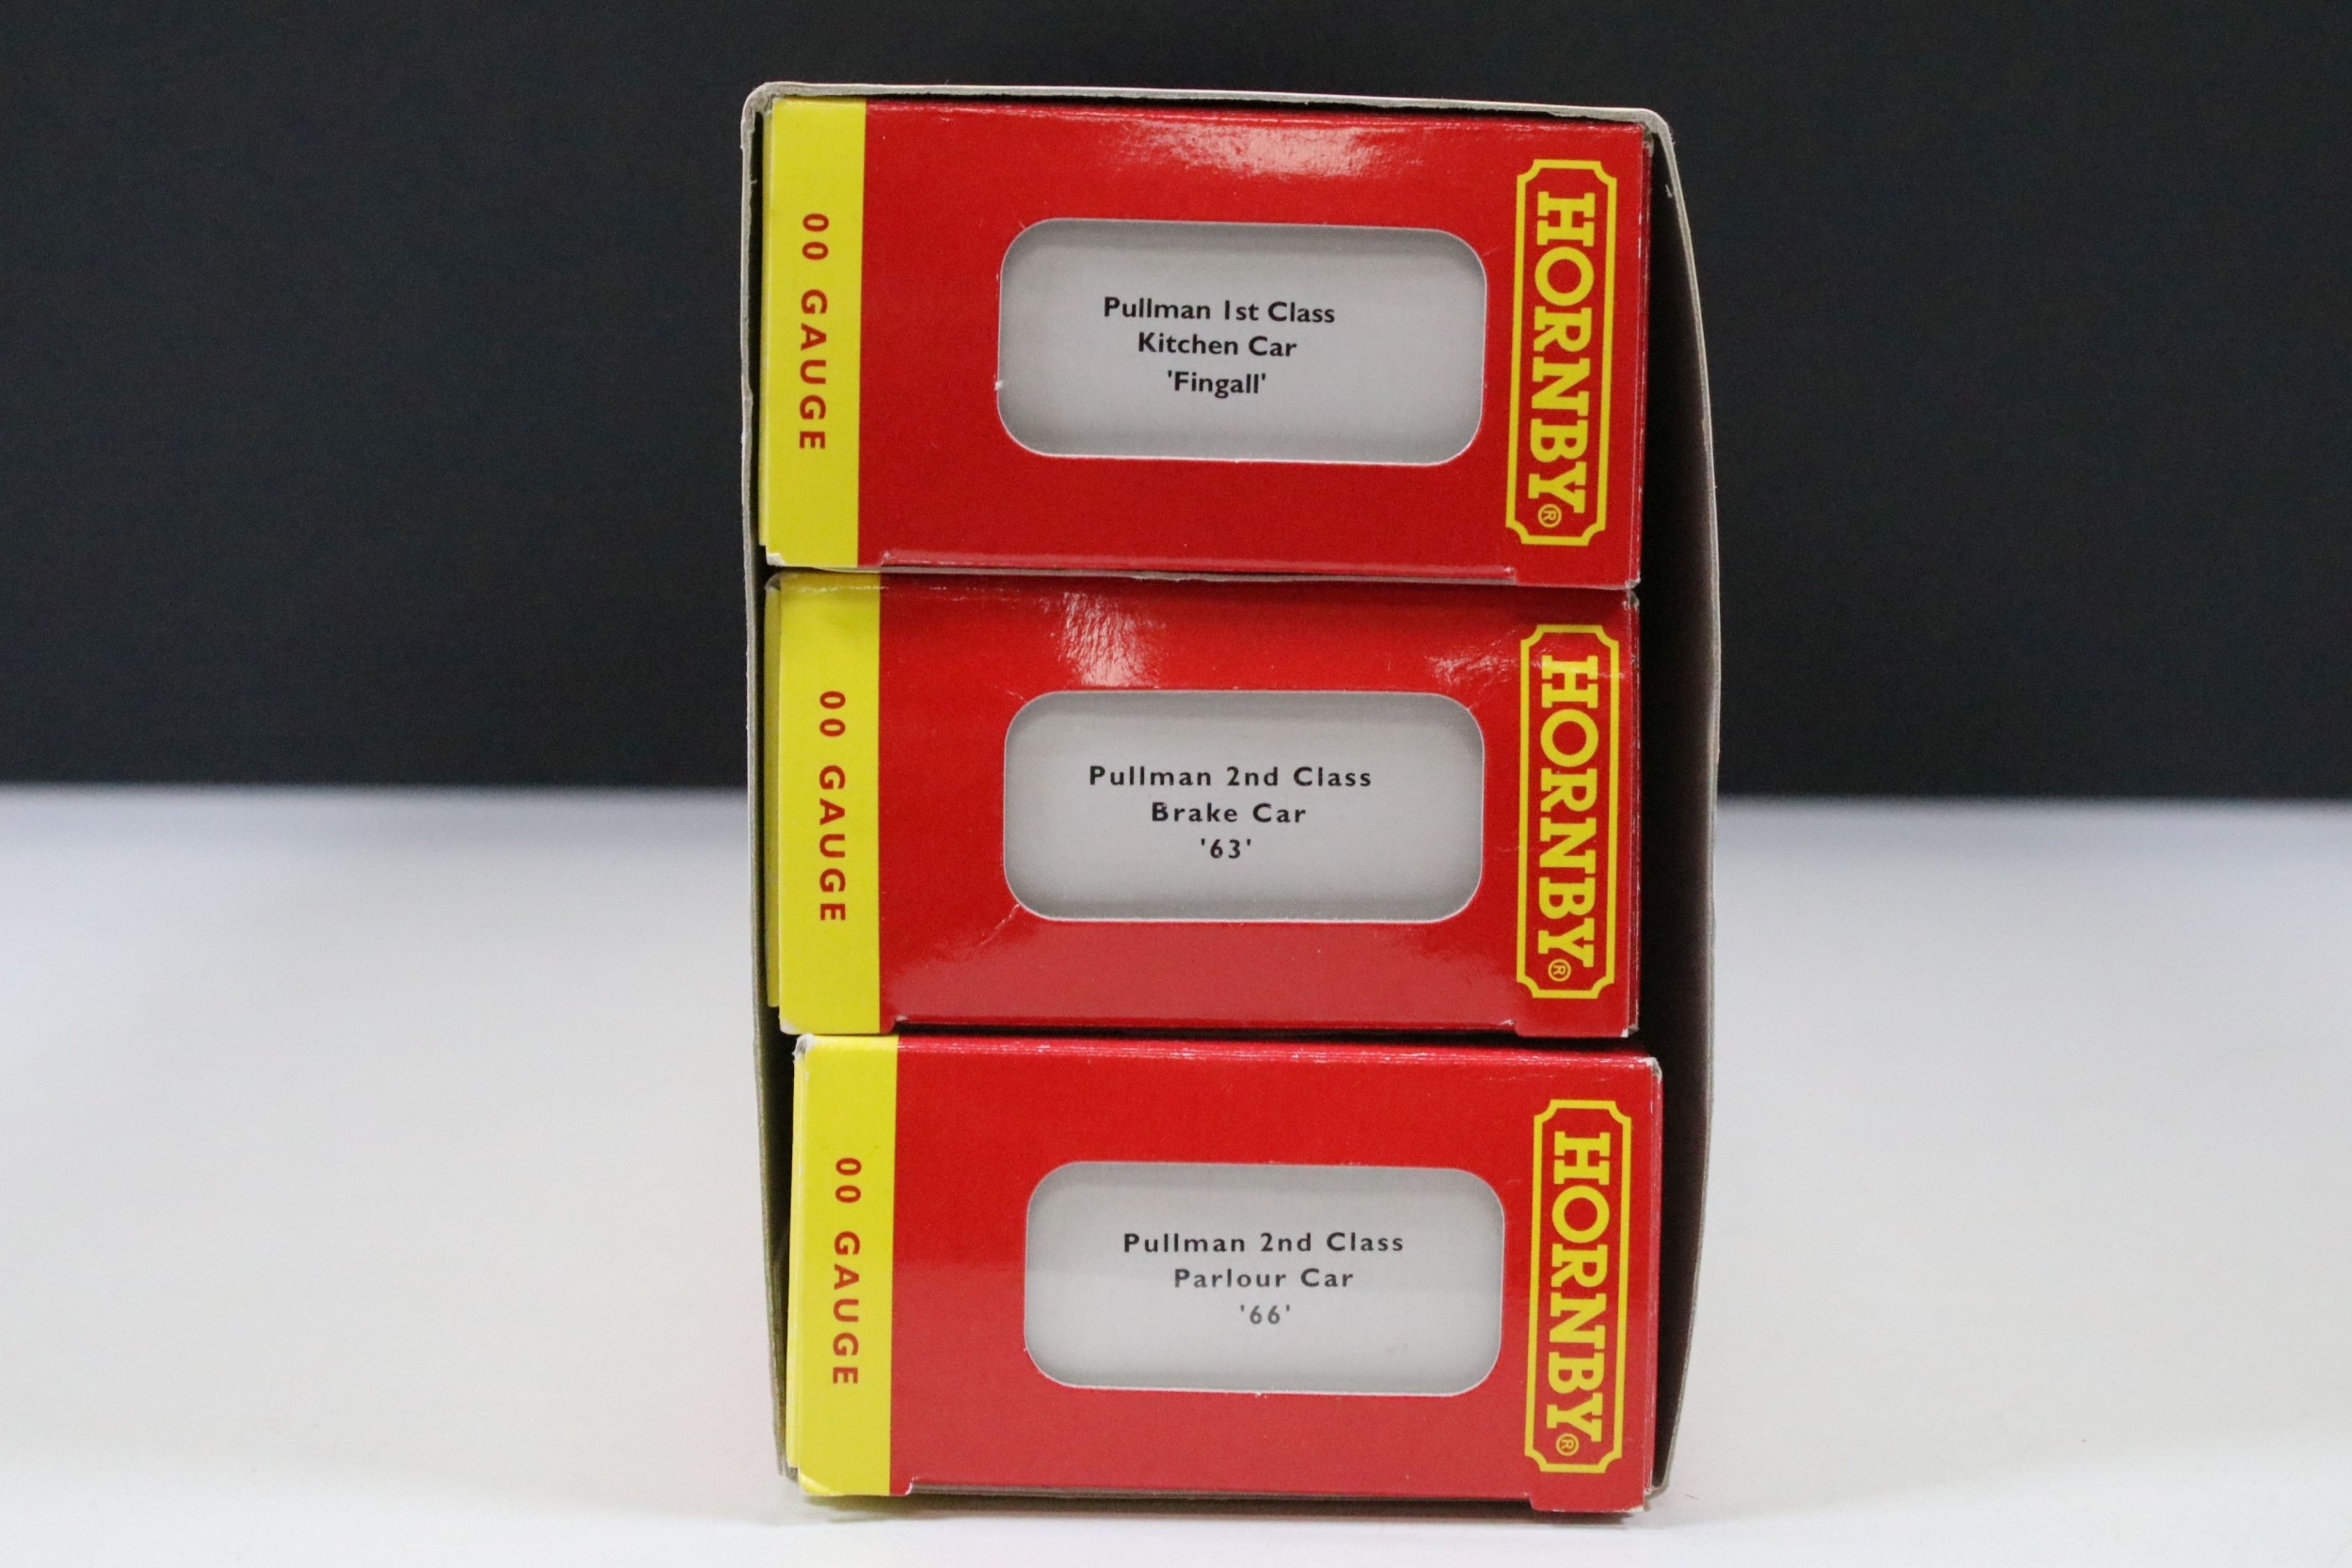 00 GAUGE
Pullman 1st Class
Kitchen Car
'Fingall'
HORNBY®
00 GAUGE
Pullman 2nd Class
Brake Car
'63'
HORNBY®
00 GAUGE
Pullman 2nd Class
Parlour Car
'66'
HORNBY®